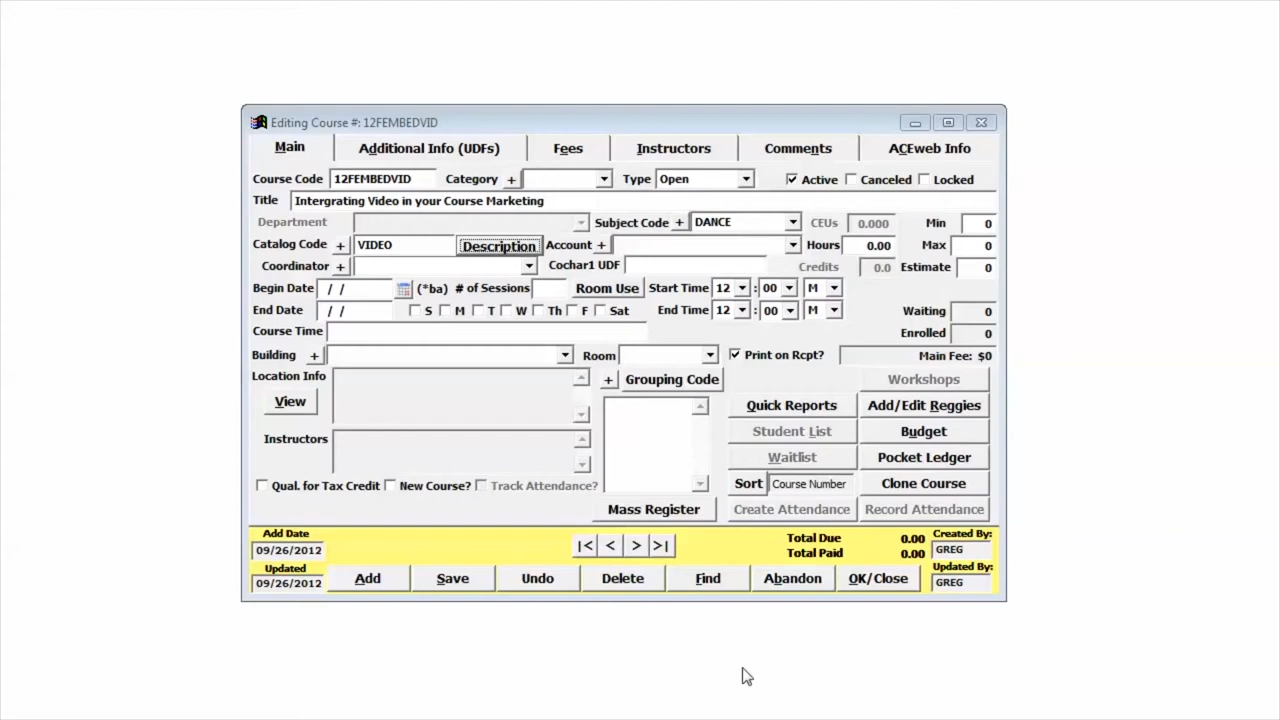 Editing Course #: 12FEMBEDVID
Main Additional Info (UDFs) Fees Instructors Comments ACEweb Info
Course Code 12FEMBEDVID Category + Type Open Active Canceled Locked
Title Intergrating Video in your Course Marketing
Department Subject Code + DANCE CEUs 0.000 Min 0
Catalog Code + VIDEO Description Account + Hours 0.00 Max 0
Coordinator + Cochar1 UDF Credits 0.0 Estimate 0
Begin Date / / (*ba) # of Sessions Room Use Start Time 12 : 00 M
End Date / / S M T W Th F Sat End Time 12 : 00 M Waiting 0
Course Time Enrolled 0
Building + Room Print on Rcpt? Main Fee: $0
Location Info + Grouping Code Workshops
View Quick Reports Add/Edit Reggies
Instructors Student List Budget
Waitlist Pocket Ledger
Qual. for Tax Credit New Course? Track Attendance? Sort Course Number Clone Course
Mass Register Create Attendance Record Attendance
Add Date |< < > >| Total Due 0.00 Created By:
09/26/2012 Total Paid 0.00 GREG
Updated Add Save Undo Delete Find Abandon OK/Close Updated By:
09/26/2012 GREG